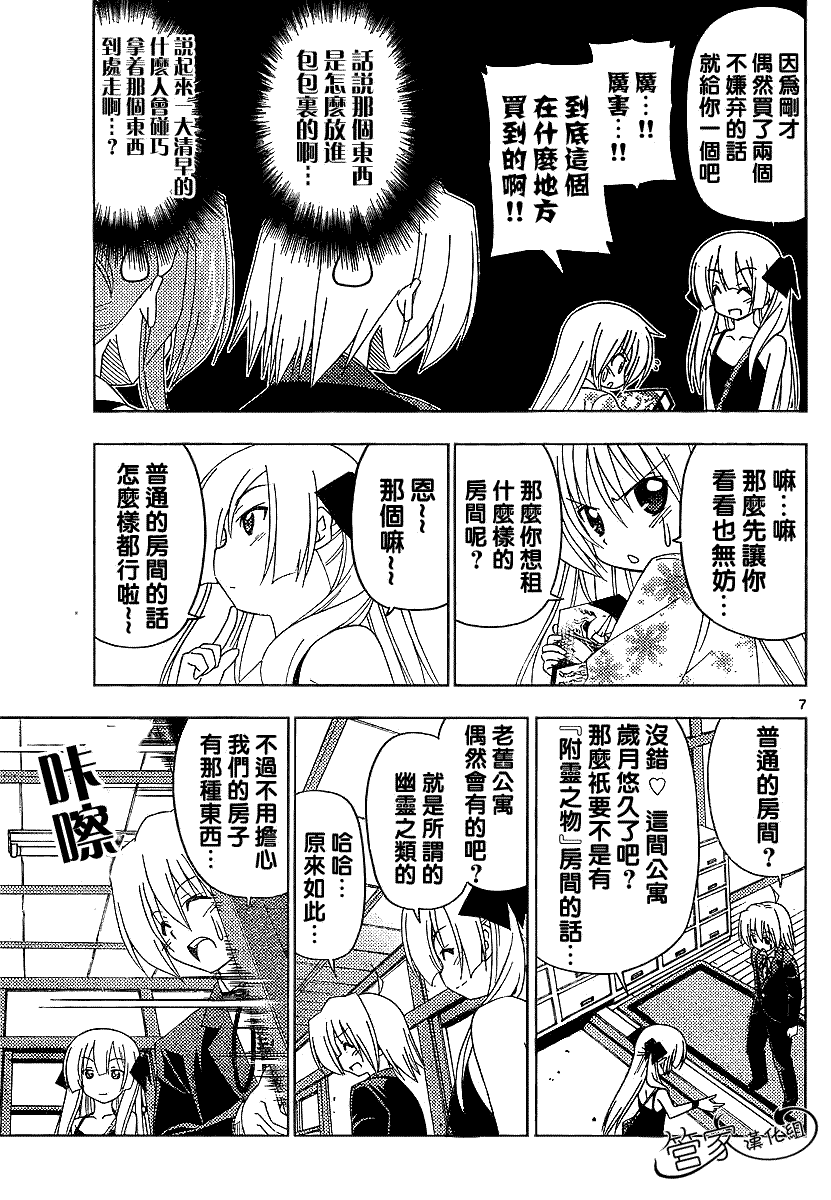 因為剛才
偶然買了兩個
不嫌弃的話
就給你一個吧
厲…!!
厲害…!!
到底這個
在什麼地方
買到的啊!!
話説那個東西
是怎麼放進
包包裏的啊…
説起來一大清早的
什麼人會碰巧
拿着那個東西
到處走啊…?
嘛…嘛
那麼先讓你
看看也無妨…
那麼你想租
什麼樣的
房間呢?
恩~~
那個嘛~~
普通的房間的話
怎麼樣都行啦~~
7
普通的房間?
沒錯♡ 這間公寓
歲月悠久了吧?
那麼衹要不是有
『附靈之物』房間的話…
老舊公寓
偶然會有的吧?
就是所謂的
幽靈之類的
哈哈…
原來如此…
不過不用擔心
我們的房子
有那種東西…
咔嚓
管家漢化組